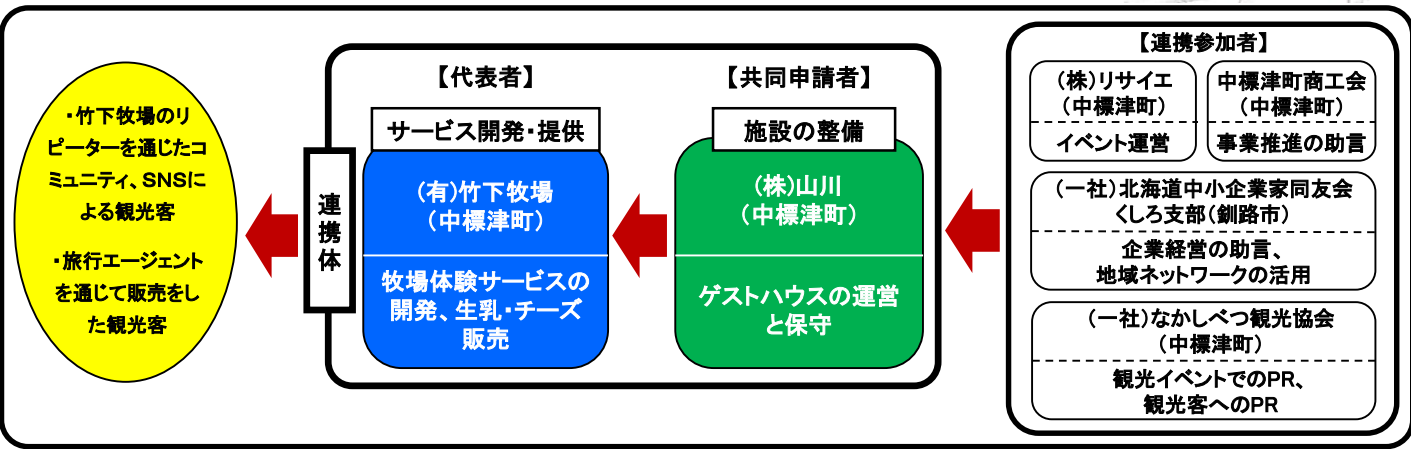 ・竹下牧場のリ
ピーターを通じたコ
ミュニティ、SNSに
よる観光客
・旅行エージェント
を通じて販売をし
た観光客
連携体
【代表者】
サービス開発・提供
(有)竹下牧場
(中標津町)
牧場体験サービスの
開発、生乳・チーズ
販売
【共同申請者】
施設の整備
(株)山川
(中標津町)
ゲストハウスの運営
と保守
【連携参加者】
(株)リサイエ
(中標津町)
イベント運営
中標津町商工会
(中標津町)
事業推進の助言
(一社)北海道中小企業家同友会
くしろ支部(釧路市)
企業経営の助言、
地域ネットワークの活用
(一社)なかしべつ観光協会
(中標津町)
観光イベントでのPR、
観光客へのPR